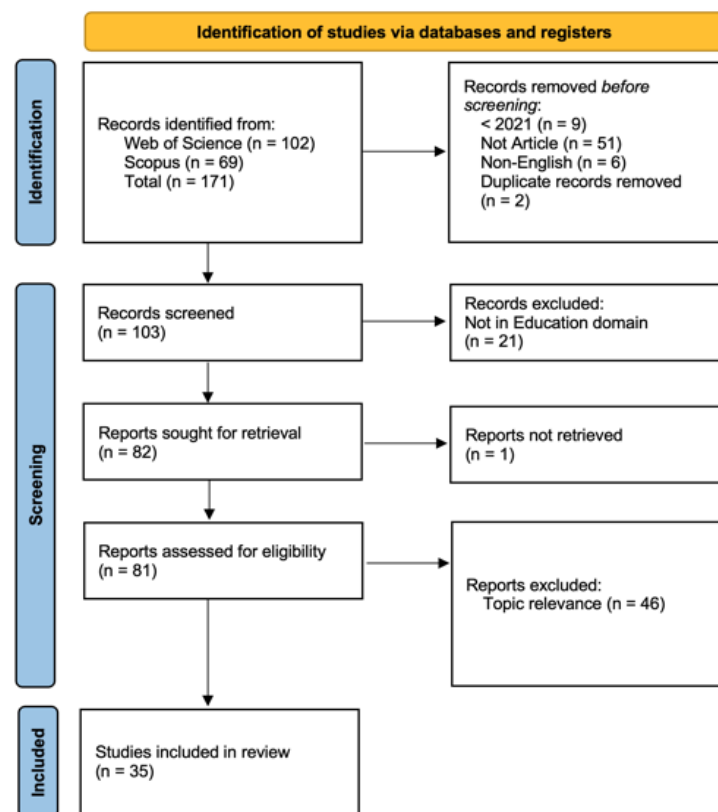 Identification of studies via databases and registers
Identification
Records identified from:
Web of Science (n = 102)
Scopus (n = 69)
Total (n = 171)
Records removed before
screening:
< 2021 (n = 9)
Not Article (n = 51)
Non-English (n = 6)
Duplicate records removed
(n = 2)
Screening
Records screened
(n = 103)
Records excluded:
Not in Education domain
(n = 21)
Reports sought for retrieval
(n = 82)
Reports not retrieved
(n = 1)
Reports assessed for eligibility
(n = 81)
Reports excluded:
Topic relevance (n = 46)
Included
Studies included in review
(n = 35)